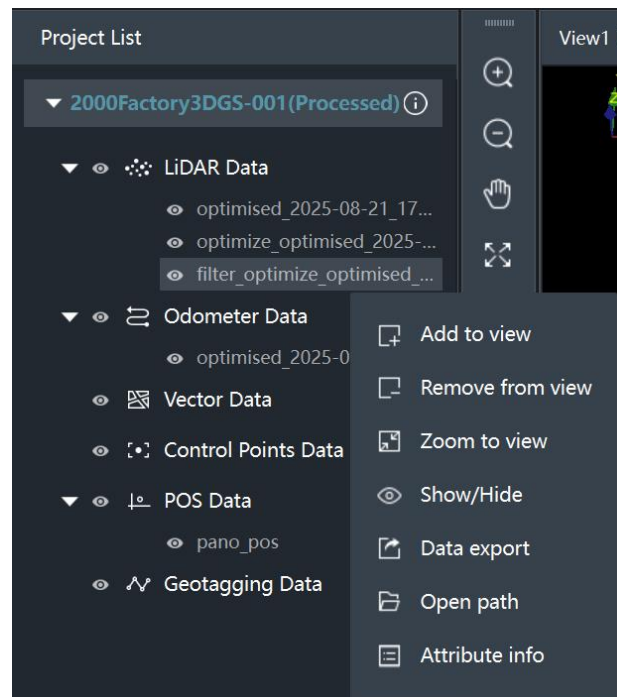 Project List
View1
2000Factory3DGS-001(Processed)
LiDAR Data
optimised_2025-08-21_17...
optimize_optimised_2025-...
filter_optimize_optimised_...
Odometer Data
optimised_2025-0
Vector Data
Control Points Data
POS Data
pano_pos
Geotagging Data
Add to view
Remove from view
Zoom to view
Show/Hide
Data export
Open path
Attribute info